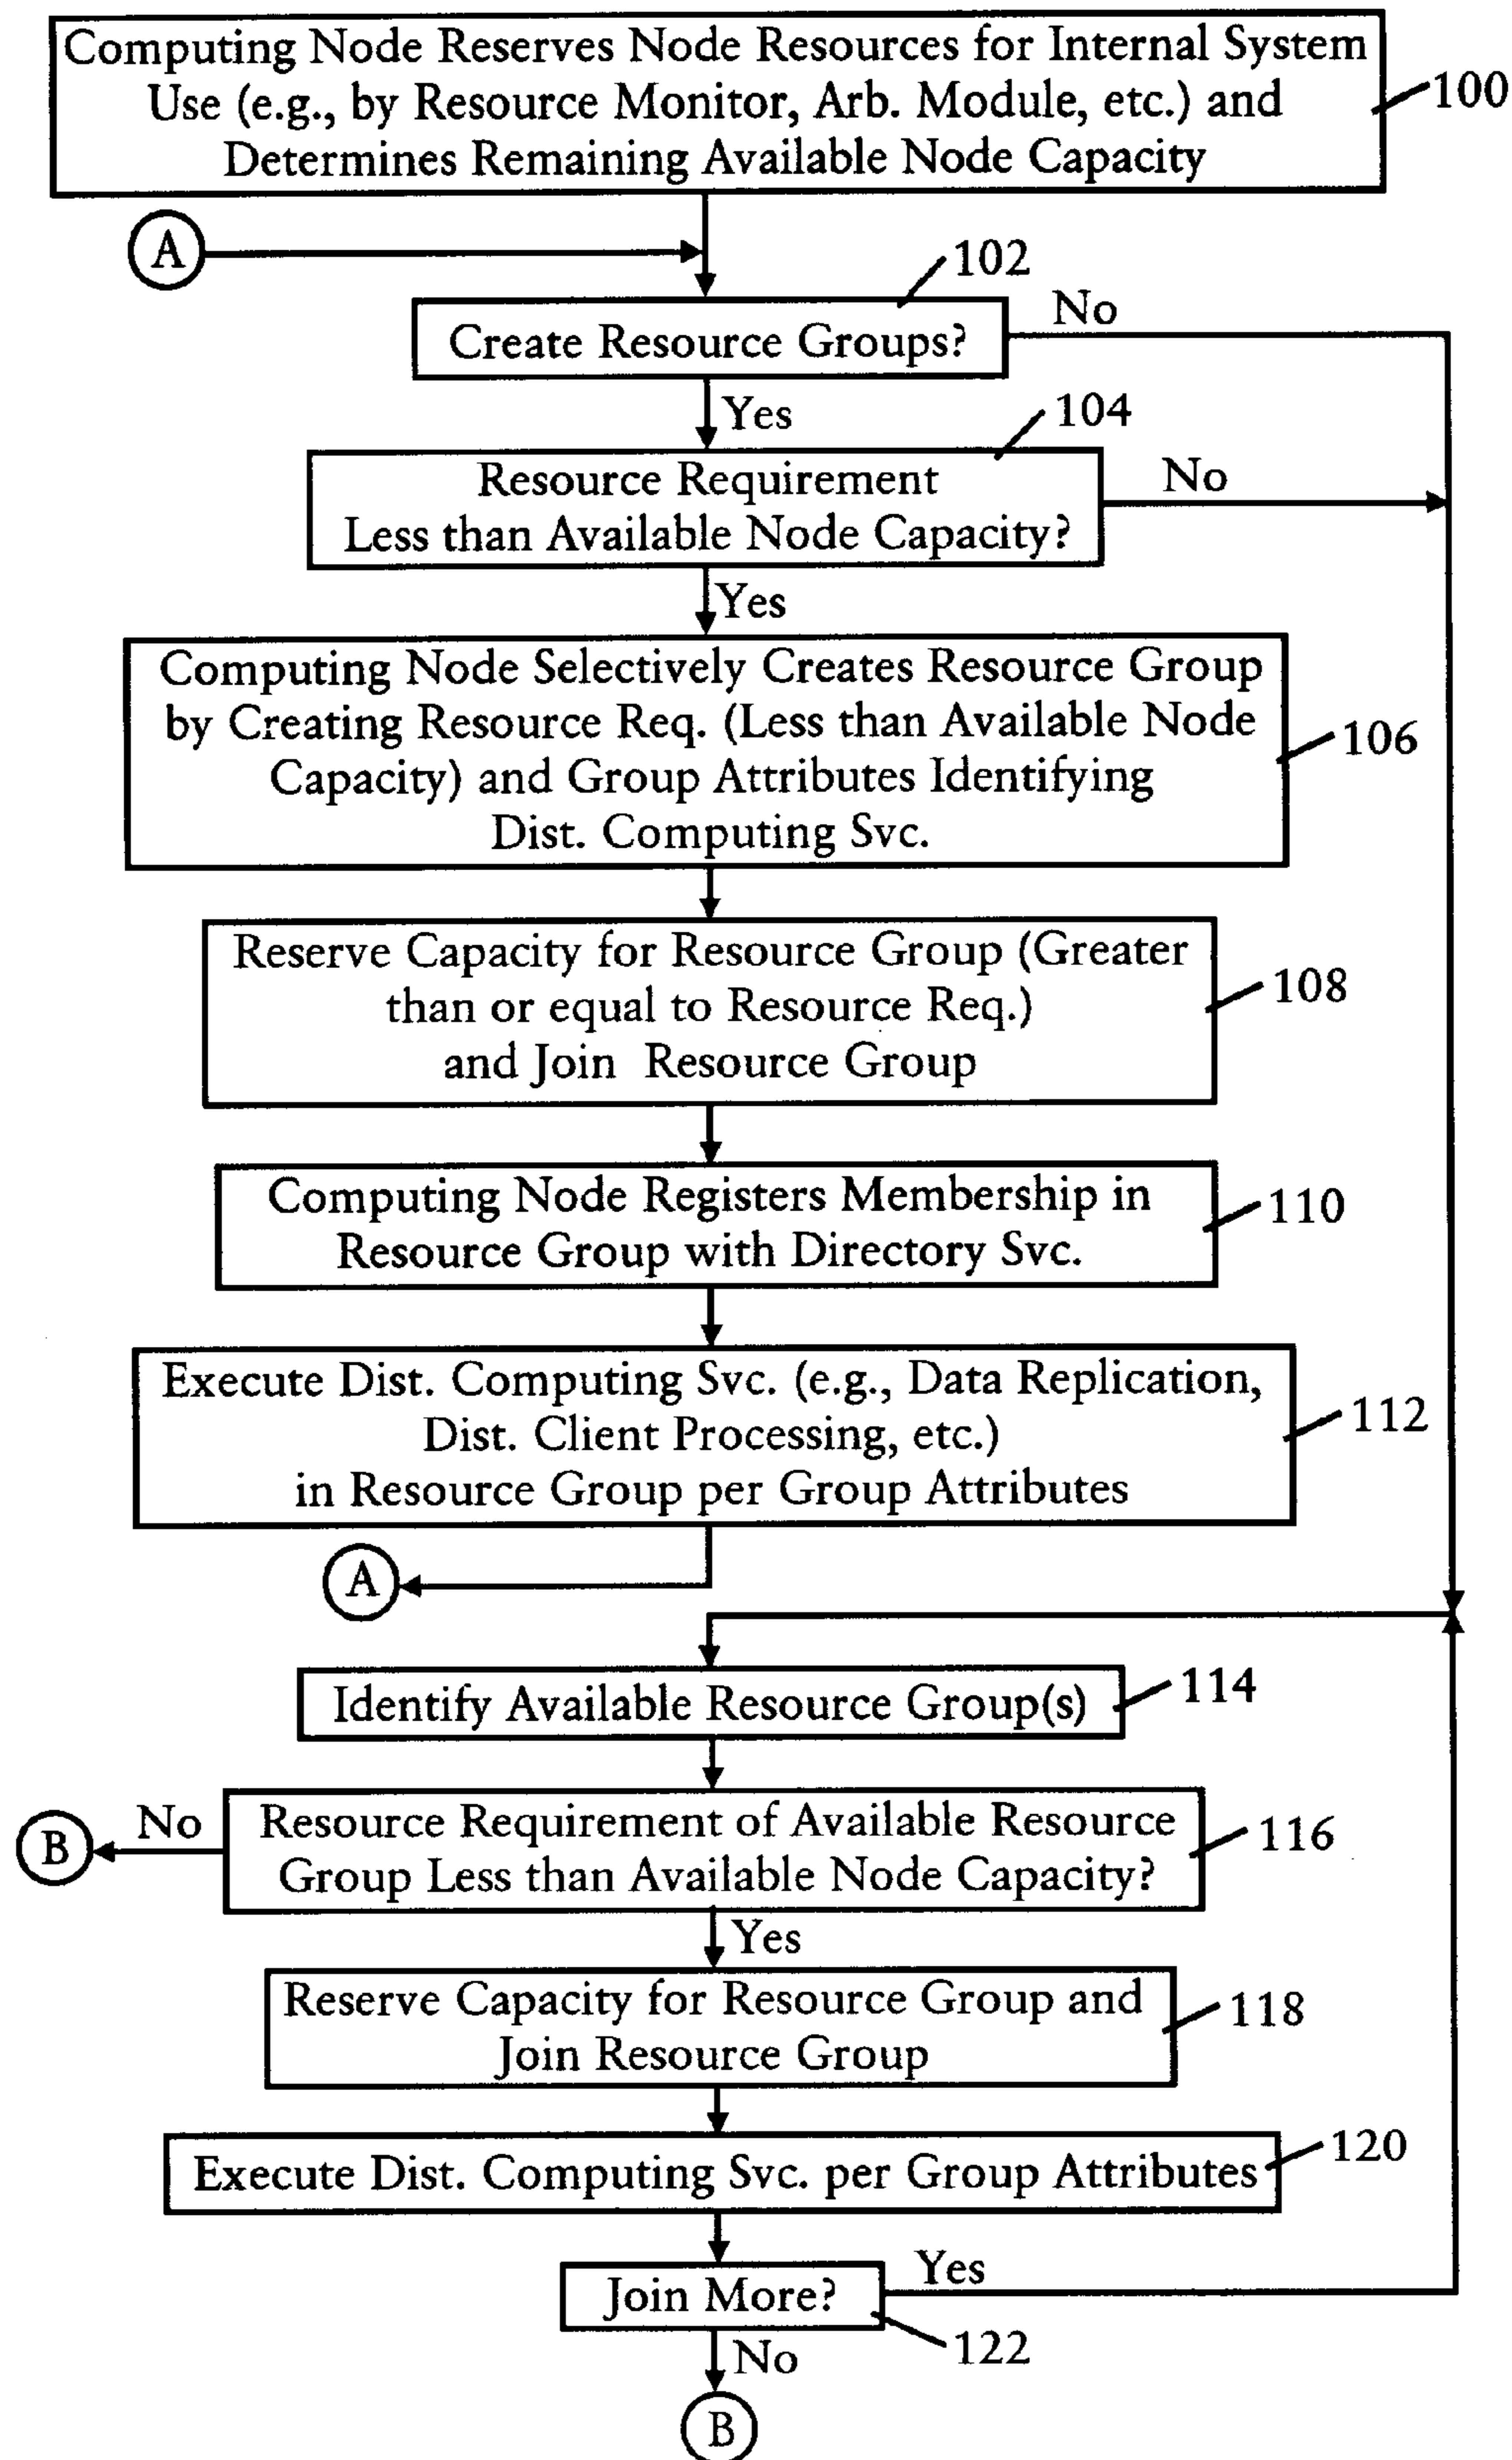 Computing Node Reserves Node Resources for Internal System
Use (e.g., by Resource Monitor, Arb. Module, etc.) and
Determines Remaining Available Node Capacity
100
A
102
Create Resource Groups?
No
Yes
104
Resource Requirement
Less than Available Node Capacity?
No
Yes
Computing Node Selectively Creates Resource Group
by Creating Resource Req. (Less than Available Node
Capacity) and Group Attributes Identifying
Dist. Computing Svc.
106
Reserve Capacity for Resource Group (Greater
than or equal to Resource Req.)
and Join Resource Group
108
Computing Node Registers Membership in
Resource Group with Directory Svc.
110
Execute Dist. Computing Svc. (e.g., Data Replication,
Dist. Client Processing, etc.)
in Resource Group per Group Attributes
112
A
Identify Available Resource Group(s)
114
Resource Requirement of Available Resource
Group Less than Available Node Capacity?
116
No
B
Yes
Reserve Capacity for Resource Group and
Join Resource Group
118
Execute Dist. Computing Svc. per Group Attributes
120
Join More?
Yes
122
No
B